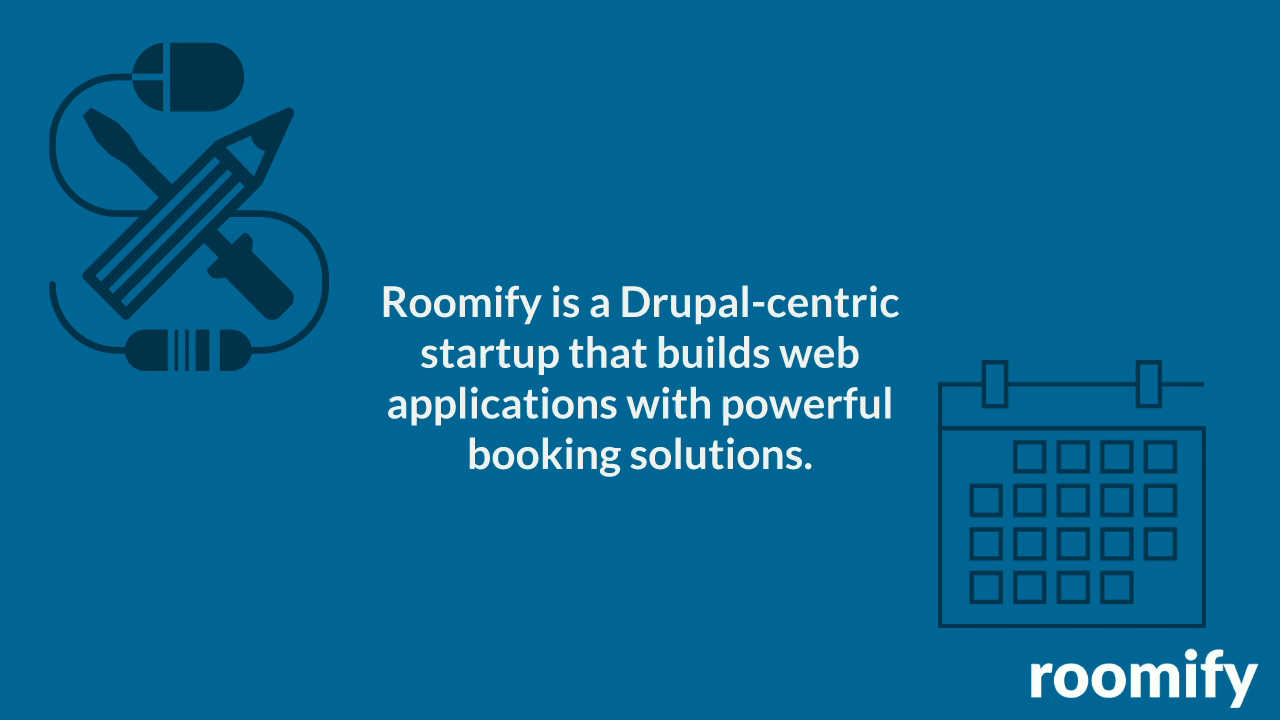 Roomify is a Drupal-centric
startup that builds web
applications with powerful
booking solutions.
roomify